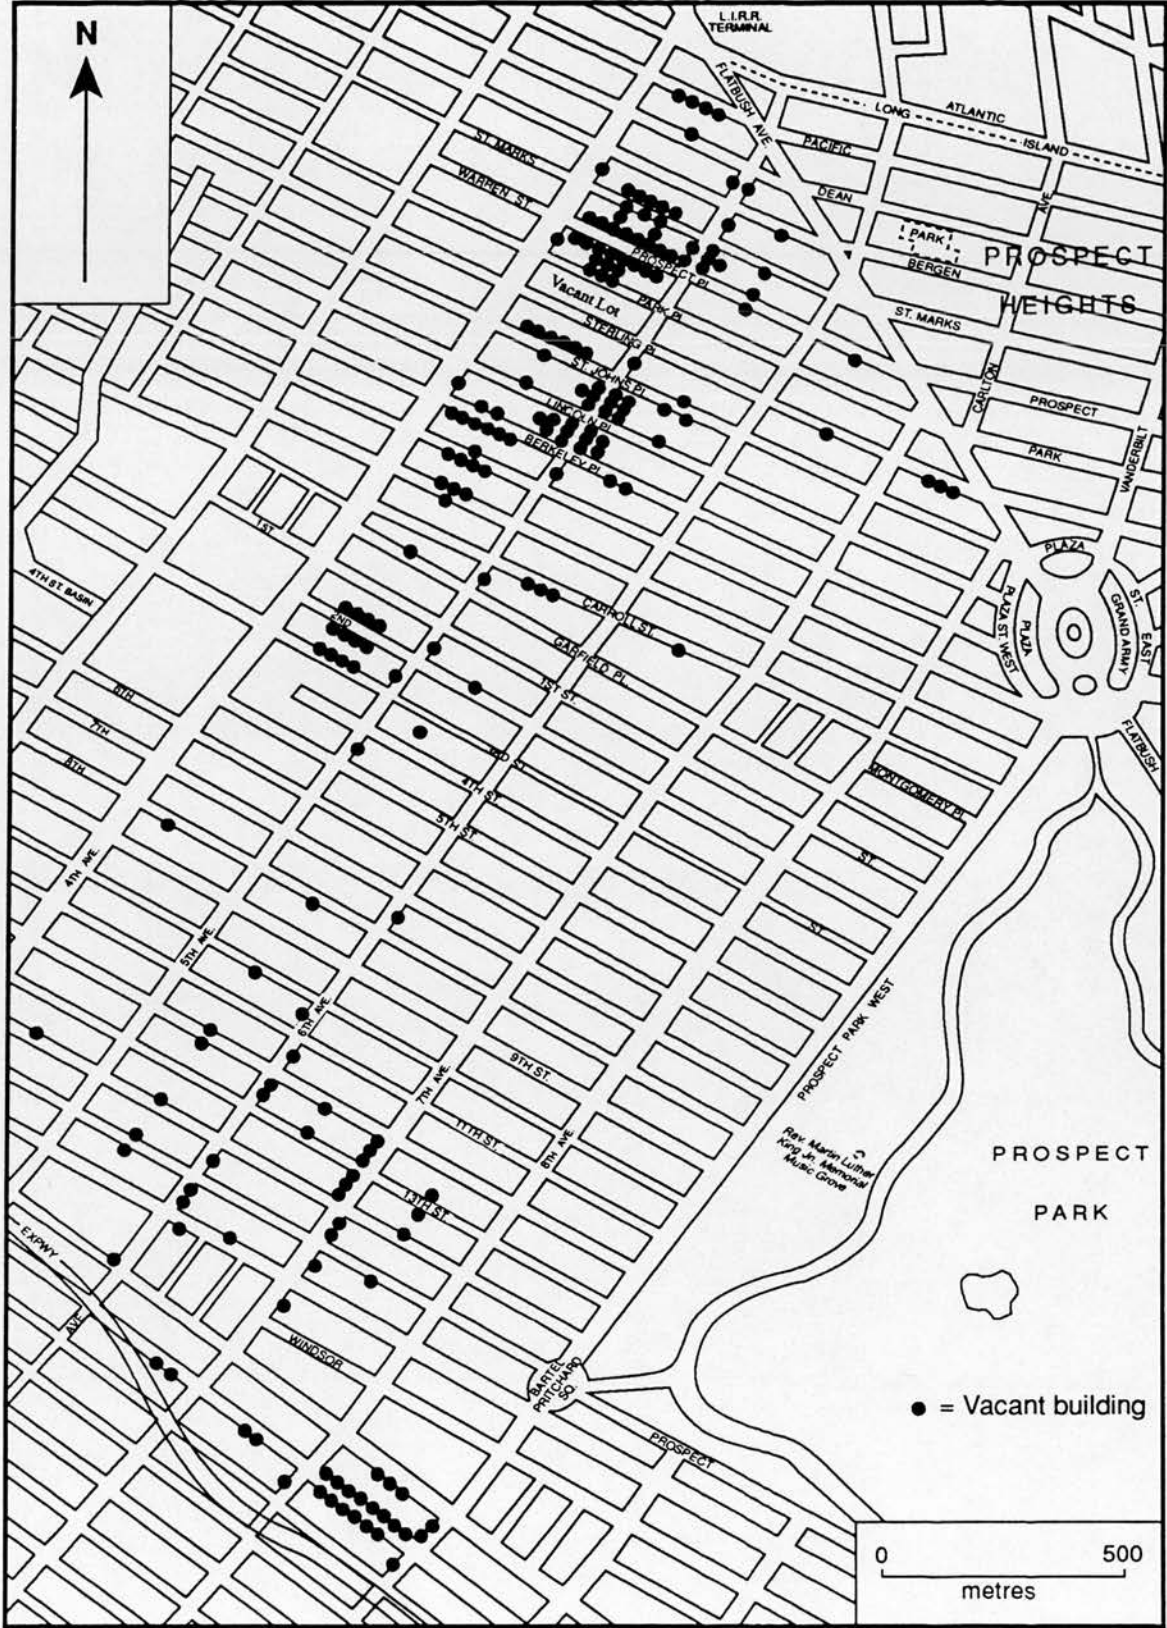 N
L.I.R.R.
TERMINAL
FLATBUSH AVE.
LONG
ATLANTIC
ISLAND
PACIFIC
DEAN
AVE.
ST. MARKS
WARREN ST
PARK
BERGEN
PROSPECT
HEIGHTS
PROSPECT PL
Vacant Lot
PARK PL
ST. MARKS
STERLING PL
ST. JOHNS PL
CARLTON
PROSPECT
LINCOLN PL
BERKELEY PL
PARK
VANDERBILT
1ST
4TH ST. BASIN
PLAZA
PLAZA ST. WEST
PLAZA
GRAND ARMY
ST.
EAST
2ND
CARROLL ST.
GARFIELD PL.
1ST ST.
6TH
7TH
8TH
FLATBUSH
4TH ST
5TH ST.
MONTGOMERY PL
ST
4TH AVE.
ST
5TH AVE.
6TH AVE.
PROSPECT PARK WEST
9TH ST.
7TH AVE.
11TH ST.
8TH AVE.
Rev. Martin Luther
King Jr. Memorial
Music Grove
PROSPECT
PARK
13TH ST.
EXPWY
AVE
WINDSOR
BARTEL
PRITCHARD
SQ.
= Vacant building
PROSPECT
0 500
metres